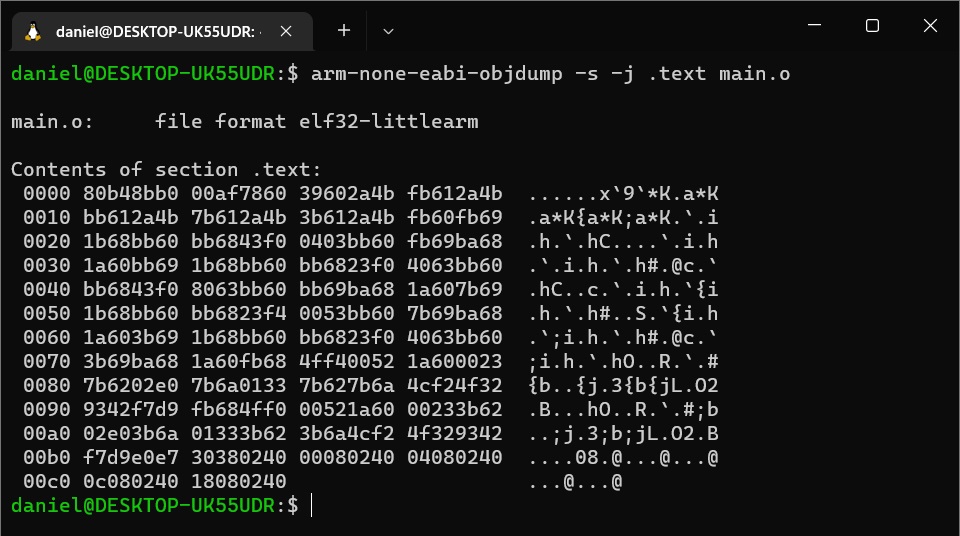 daniel@DESKTOP-UK55UDR: ·
daniel@DESKTOP-UK55UDR:$ arm-none-eabi-objdump -s -j .text main.o
main.o:     file format elf32-littlearm
Contents of section .text:
 0000 80b48bb0 00af7860 39602a4b fb612a4b  ......x`9`*K.a*K
 0010 bb612a4b 7b612a4b 3b612a4b fb60fb69  .a*K{a*K;a*K.`.i
 0020 1b68bb60 bb6843f0 0403bb60 fb69ba68  .h.`.hC....`.i.h
 0030 1a60bb69 1b68bb60 bb6823f0 4063bb60  .`.i.h.`.h#.@c.`
 0040 bb6843f0 8063bb60 bb69ba68 1a607b69  .hC..c.`.i.h.`{i
 0050 1b68bb60 bb6823f4 0053bb60 7b69ba68  .h.`.h#..S.`{i.h
 0060 1a603b69 1b68bb60 bb6823f0 4063bb60  .`;i.h.`.h#.@c.`
 0070 3b69ba68 1a60fb68 4ff40052 1a600023  ;i.h.`.hO..R.`.#
 0080 7b6202e0 7b6a0133 7b627b6a 4cf24f32  {b..{j.3{b{jL.O2
 0090 9342f7d9 fb684ff0 00521a60 00233b62  .B...hO..R.`.#;b
 00a0 02e03b6a 01333b62 3b6a4cf2 4f329342  ..;j.3;b;jL.O2.B
 00b0 f7d9e0e7 30380240 00080240 04080240  ....08.@...@...@
 00c0 0c080240 18080240                    ...@...@
daniel@DESKTOP-UK55UDR:$